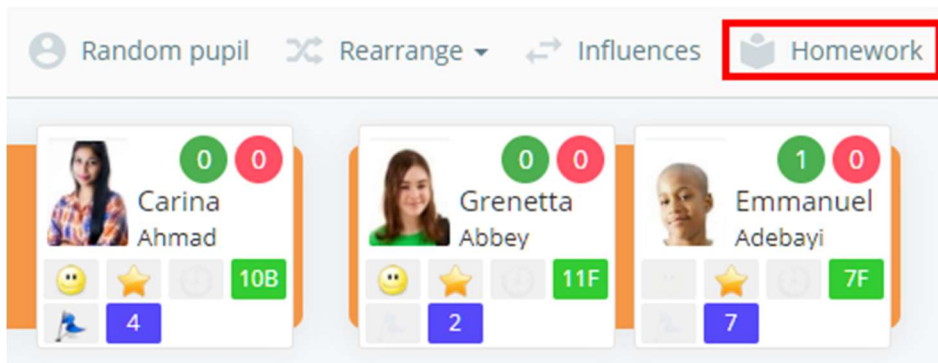 Random pupil Rearrange Influences Homework
0 0
Carina
Ahmad
10B
4
0 0
Grenetta
Abbey
11F
2
1 0
Emmanuel
Adebayi
7F
7